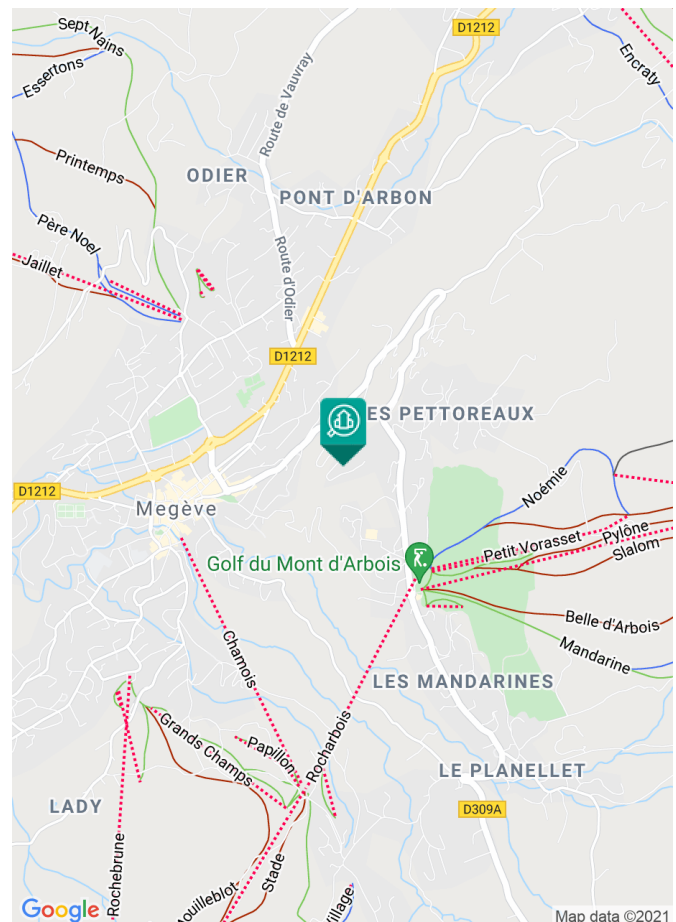 Sept Nains
D1212
Encraty
Essertons
Route de Vauvray
Printemps
ODIER
PONT D'ARBON
Père Noel
Jaillet
Route d'Odier
D1212
ES PETTOREAUX
D1212
Megève
Noémie
Petit Vorasset
Pylône
Slalom
Golf du Mont d'Arbois
Belle d'Arbois
Mandarine
Chamois
LES MANDARINES
Rocharbois
Grands Champs
Papillon
LE PLANELLET
LADY
D309A
Rochebrune
Mouilleblot
Stade
village
Google
Map data ©2021